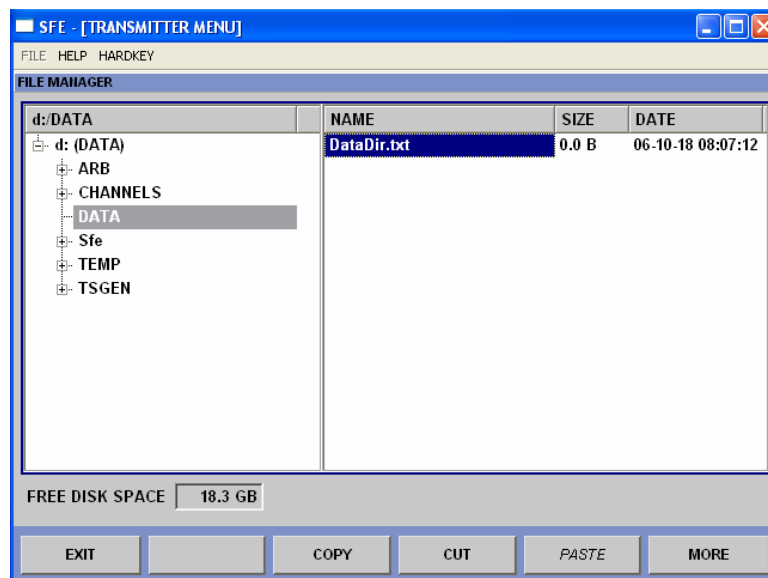 SFE - [TRANSMITTER MENU]
FILE HELP HARDKEY
FILE MANAGER
d:/DATA NAME SIZE DATE
d: (DATA) DataDir.txt 0.0 B 06-10-18 08:07:12
ARB
CHANNELS
DATA
Sfe
TEMP
TSGEN
FREE DISK SPACE 18.3 GB
EXIT COPY CUT PASTE MORE